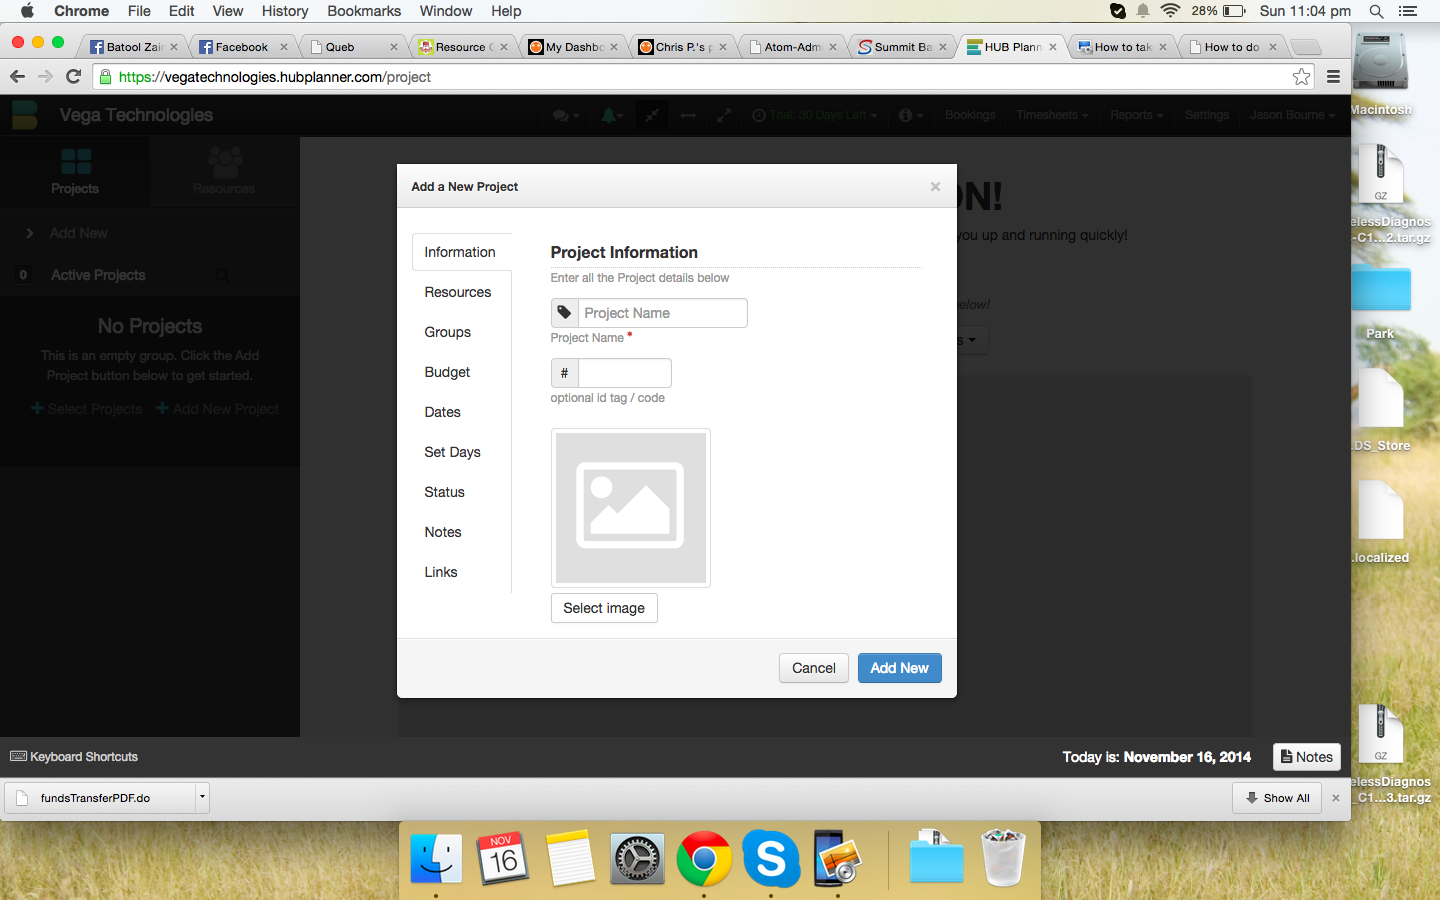 Chrome File Edit View History Bookmarks Window Help 28% Sun 11:04 pm
Batool Zai Facebook Queb Resource My Dashb Chris P.'s p Atom-Adm Summit Ba HUB Plann How to tak How to do
https://vegatechnologies.hubplanner.com/project
Vega Technologies Trial: 30 Days Left Bookings Timesheets Reports Settings Jason Bourne
Projects Resources
Add New
0 Active Projects
No Projects
This is an empty group. Click the Add
Project button below to get started.
Select Projects Add New Project
ON!
you up and running quickly!
below!
s
Add a New Project ×
Information
Resources
Groups
Budget
Dates
Set Days
Status
Notes
Links
Project Information
Enter all the Project details below
Project Name
Project Name *
#
optional id tag / code
Select image
Cancel Add New
Keyboard Shortcuts Today is: November 16, 2014 Notes
fundsTransferPDF.do Show All ×
Macintosh
GZ
elessDiagnos
-C1...2.tar.gz
Park
.DS_Store
.localized
GZ
elessDiagnos
_C1...3.tar.gz
NOV
16